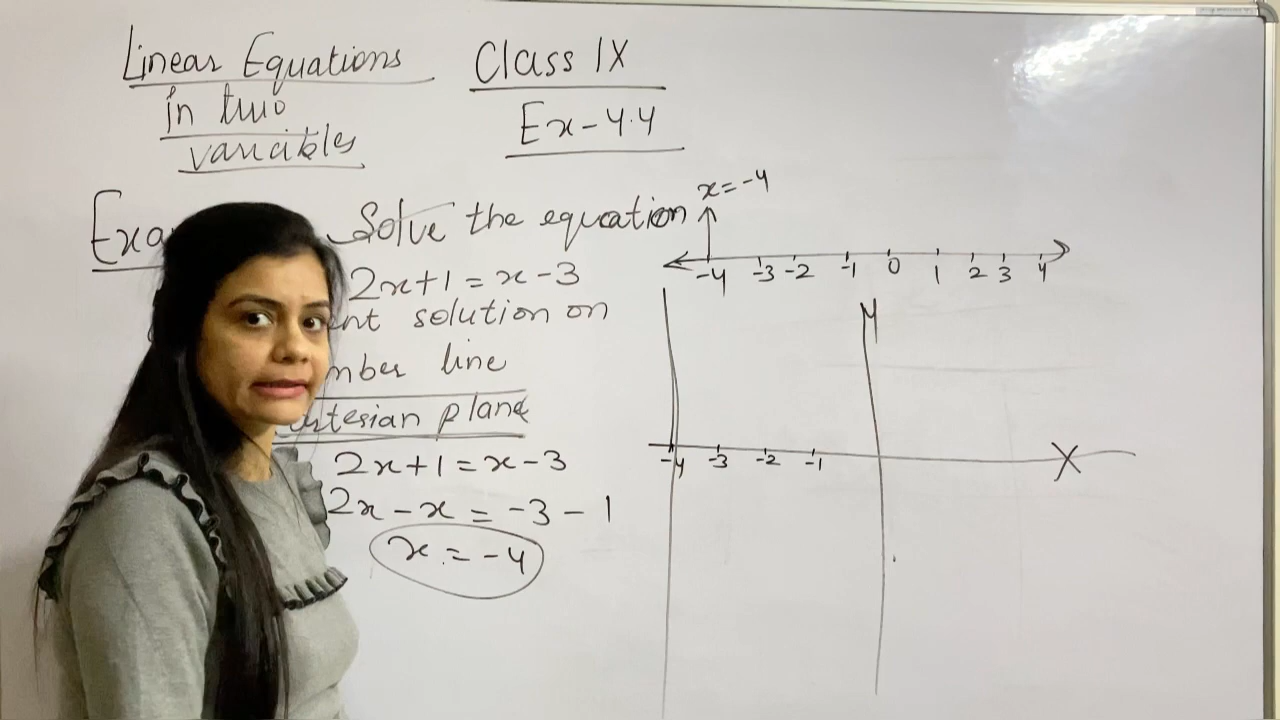 Linear Equations
in two
variables
Class IX
Ex-4.4
Solve the equation
2x+1=x-3
solution on
line
plane
2x+1=x-3
2x-x=-3-1
x=-4
x=-4
-4 -3 -2 -1 0 1 2 3 4
Y
-4 -3 -2 -1
X